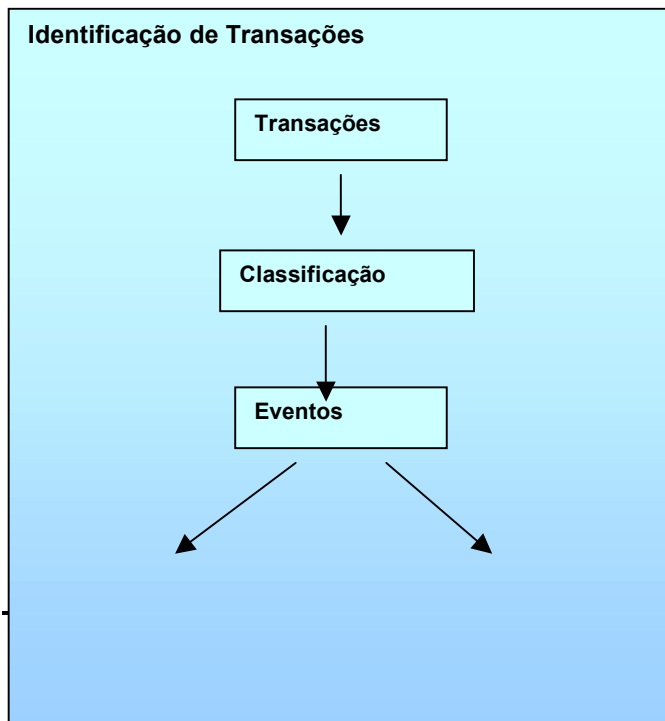 Identificação de Transações
Transações
Classificação
Eventos